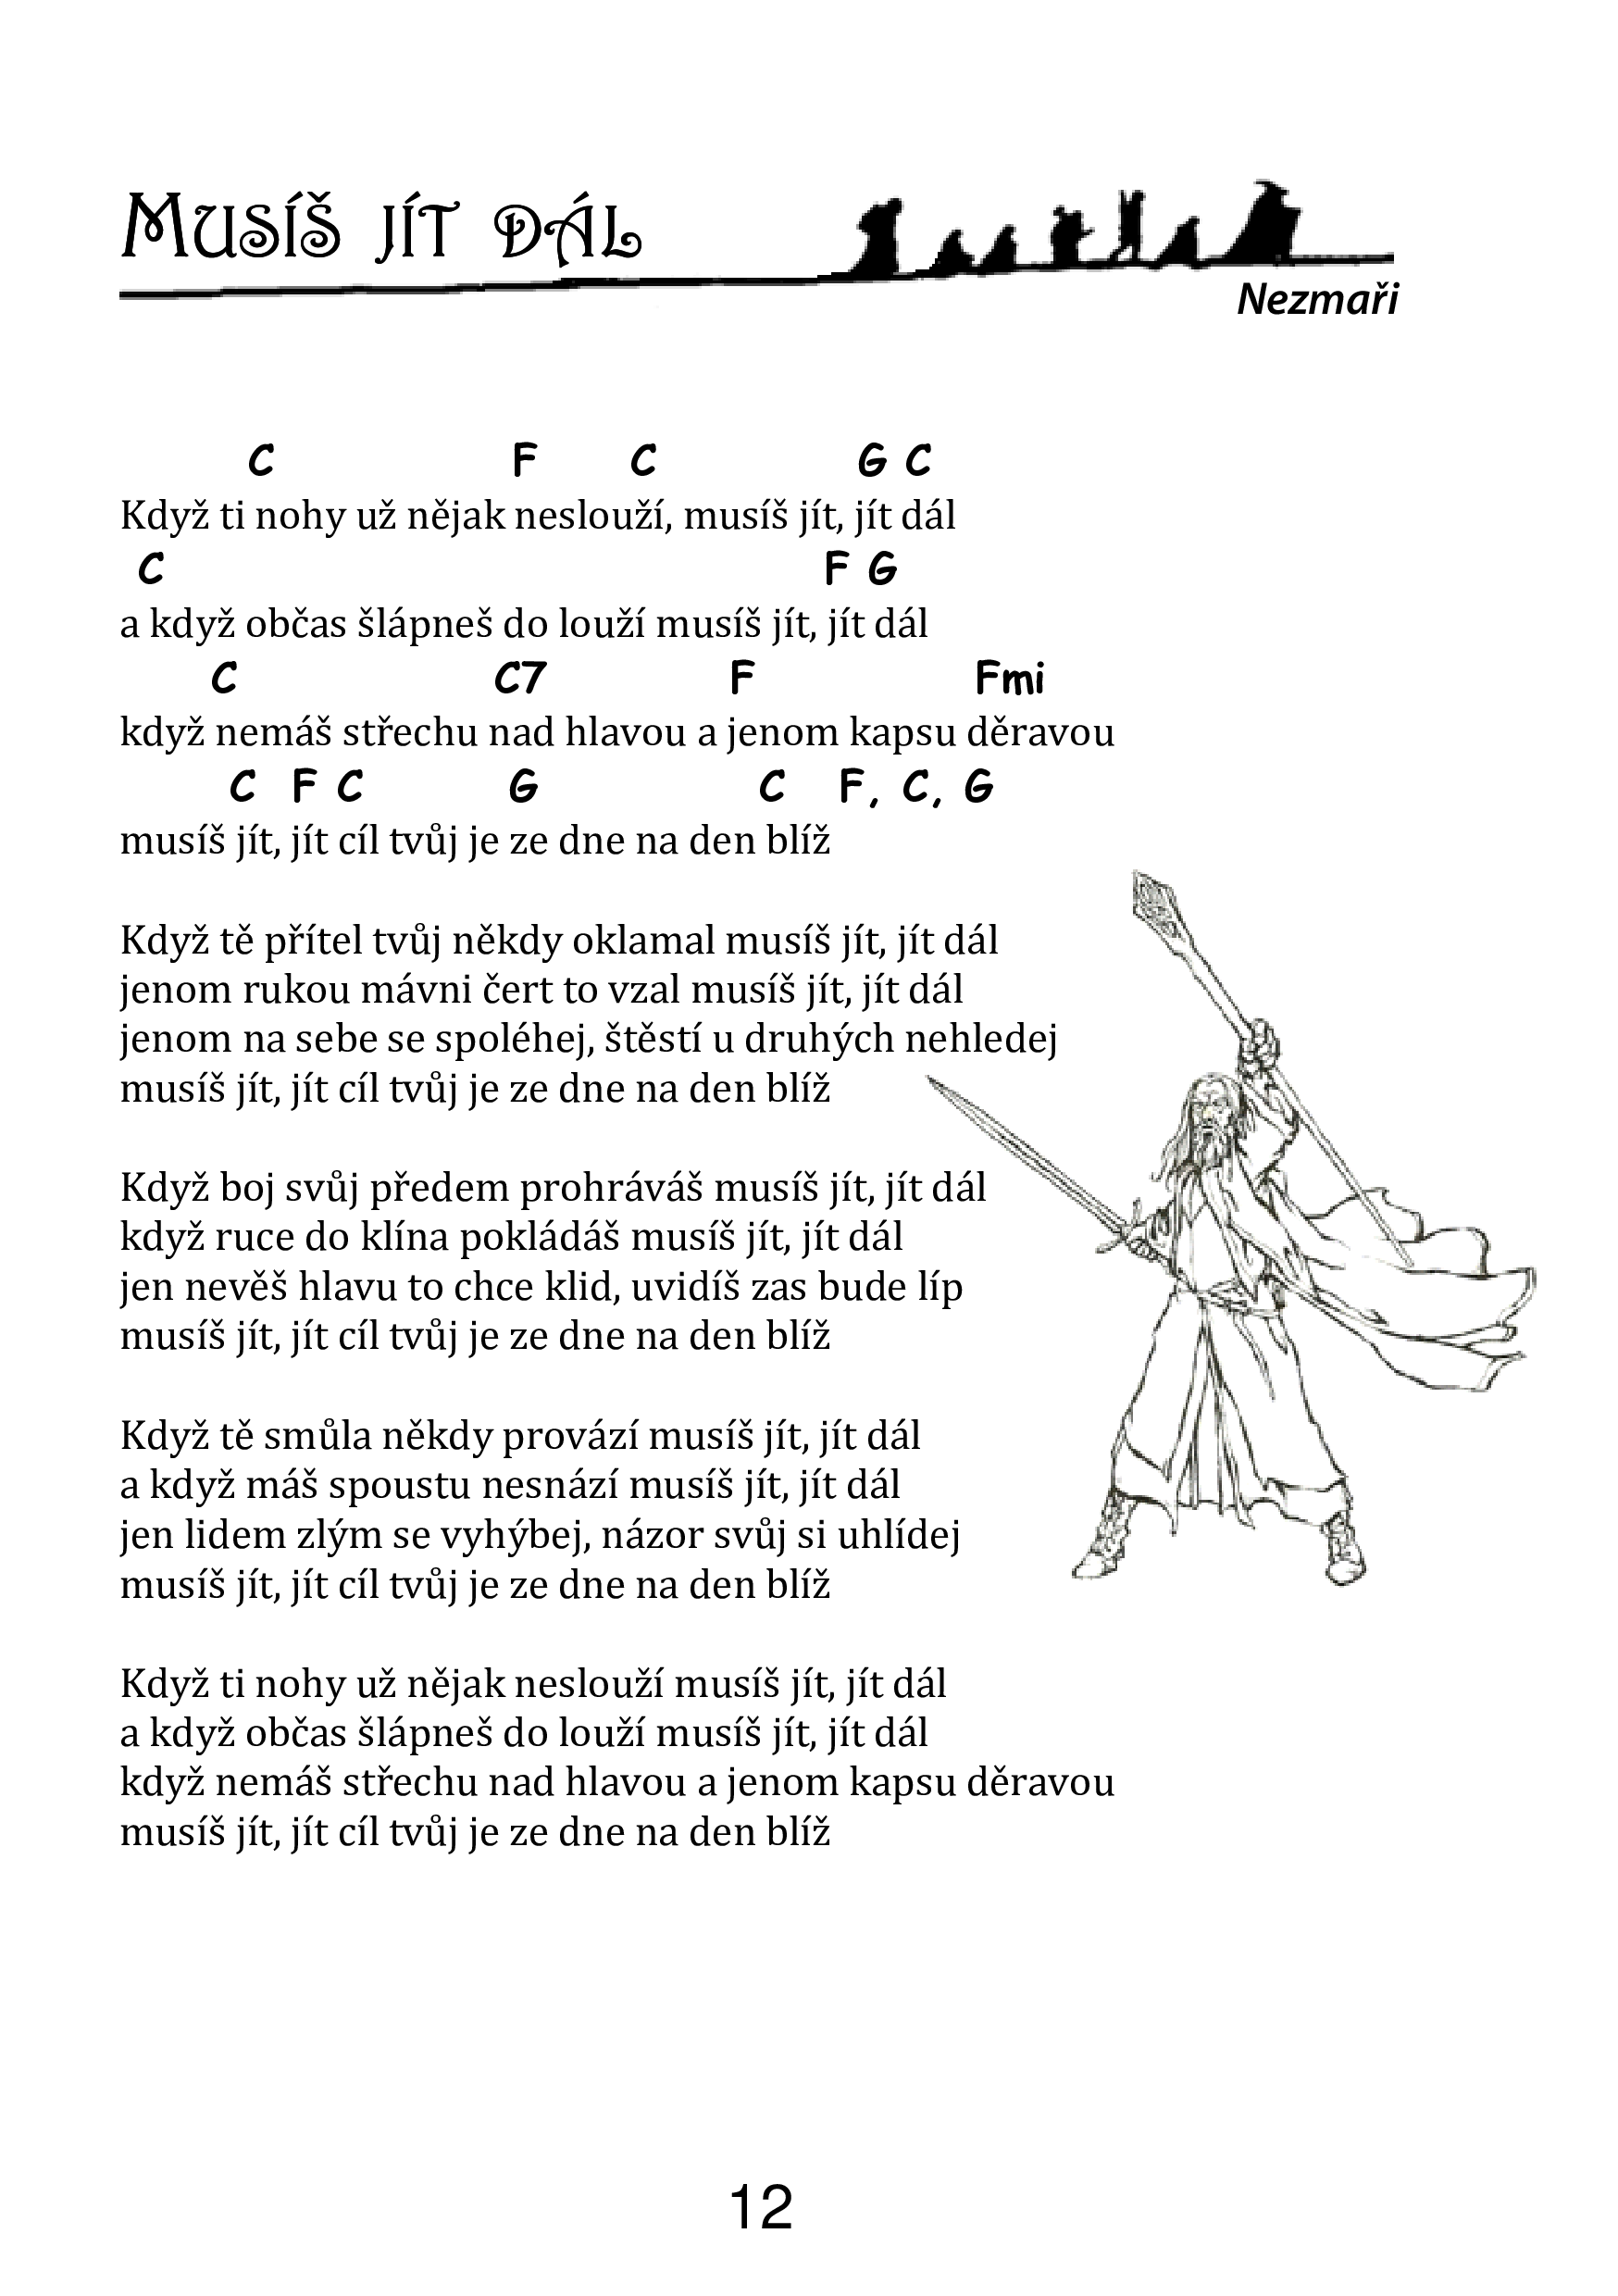 Musíš jít dál
Nezmaři
C F C G C
Když ti nohy už nějak neslouží, musíš jít, jít dál
C F G
a když občas šlápneš do louží musíš jít, jít dál
C C7 F Fmi
když nemáš střechu nad hlavou a jenom kapsu děravou
C F C G C F, C, G
musíš jít, jít cíl tvůj je ze dne na den blíž
Když tě přítel tvůj někdy oklamal musíš jít, jít dál
jenom rukou mávni čert to vzal musíš jít, jít dál
jenom na sebe se spoléhej, štěstí u druhých nehledej
musíš jít, jít cíl tvůj je ze dne na den blíž
Když boj svůj předem prohráváš musíš jít, jít dál
když ruce do klína pokládáš musíš jít, jít dál
jen nevěš hlavu to chce klid, uvidíš zas bude líp
musíš jít, jít cíl tvůj je ze dne na den blíž
Když tě smůla někdy provází musíš jít, jít dál
a když máš spoustu nesnází musíš jít, jít dál
jen lidem zlým se vyhýbej, názor svůj si uhlídej
musíš jít, jít cíl tvůj je ze dne na den blíž
Když ti nohy už nějak neslouží musíš jít, jít dál
a když občas šlápneš do louží musíš jít, jít dál
když nemáš střechu nad hlavou a jenom kapsu děravou
musíš jít, jít cíl tvůj je ze dne na den blíž
12